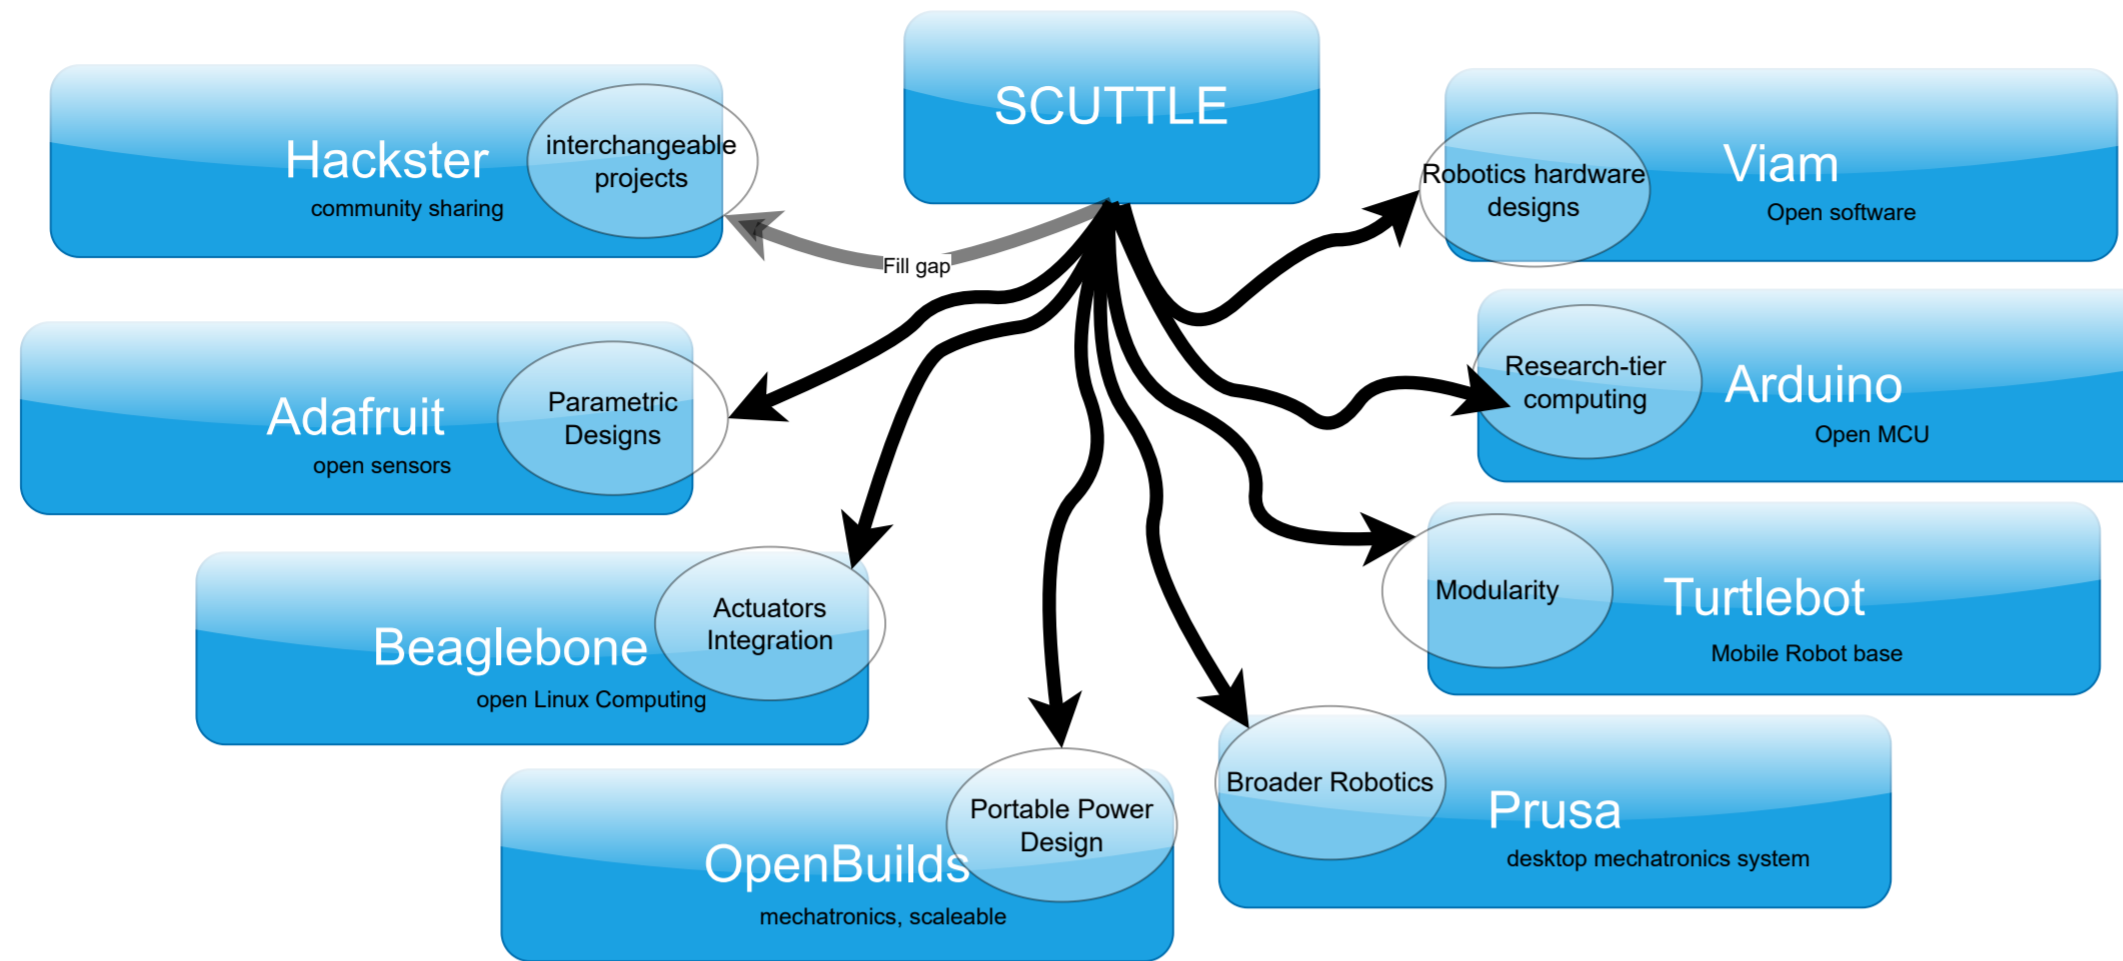 SCUTTLE
Hackster
community sharing
interchangeable
projects
Fill gap
Robotics hardware
designs
Viam
Open software
Adafruit
open sensors
Parametric
Designs
Research-tier
computing
Arduino
Open MCU
Beaglebone
open Linux Computing
Actuators
Integration
Modularity
Turtlebot
Mobile Robot base
OpenBuilds
mechatronics, scaleable
Portable Power
Design
Broader Robotics
Prusa
desktop mechatronics system